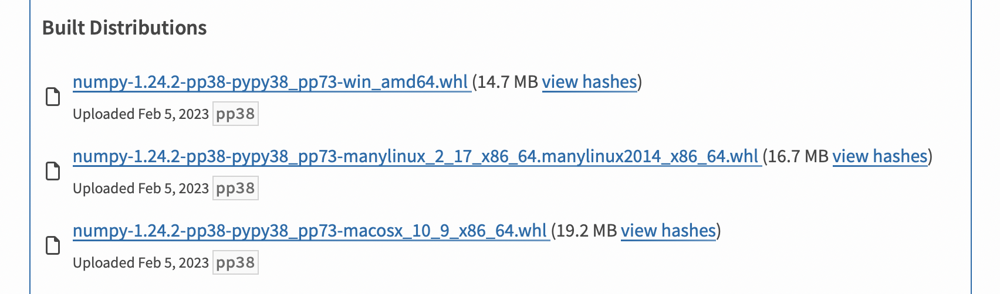 Built Distributions
numpy-1.24.2-pp38-pypy38_pp73-win_amd64.whl (14.7 MB view hashes)
Uploaded Feb 5, 2023 pp38
numpy-1.24.2-pp38-pypy38_pp73-manylinux_2_17_x86_64.manylinux2014_x86_64.whl (16.7 MB view hashes)
Uploaded Feb 5, 2023 pp38
numpy-1.24.2-pp38-pypy38_pp73-macosx_10_9_x86_64.whl (19.2 MB view hashes)
Uploaded Feb 5, 2023 pp38